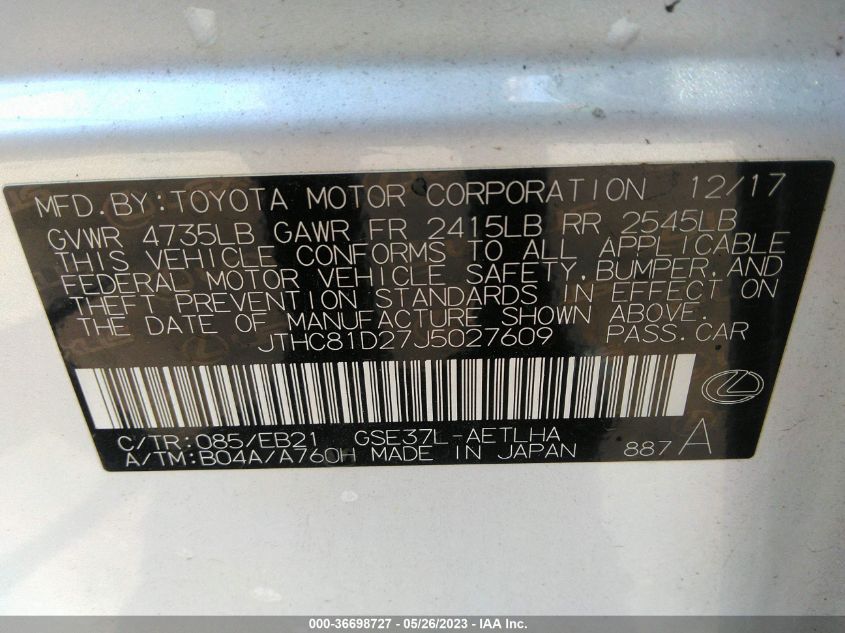 MFD.BY:TOYOTA MOTOR CORPORATION 12/17
GVWR 4735LB GAWR FR 2415LB RR 2545LB
THIS VEHICLE CONFORMS TO ALL APPLICABLE
FEDERAL MOTOR VEHICLE SAFETY, BUMPER, AND
THEFT PREVENTION STANDARDS IN EFFECT ON
THE DATE OF MANUFACTURE SHOWN ABOVE.
JTHC81D27J5027609 PASS.CAR
C/TR:085/EB21 GSE37L-AETLHA
A/TM:B04A/A760H MADE IN JAPAN 887A
000-36698727 - 05/26/2023 - IAA Inc.